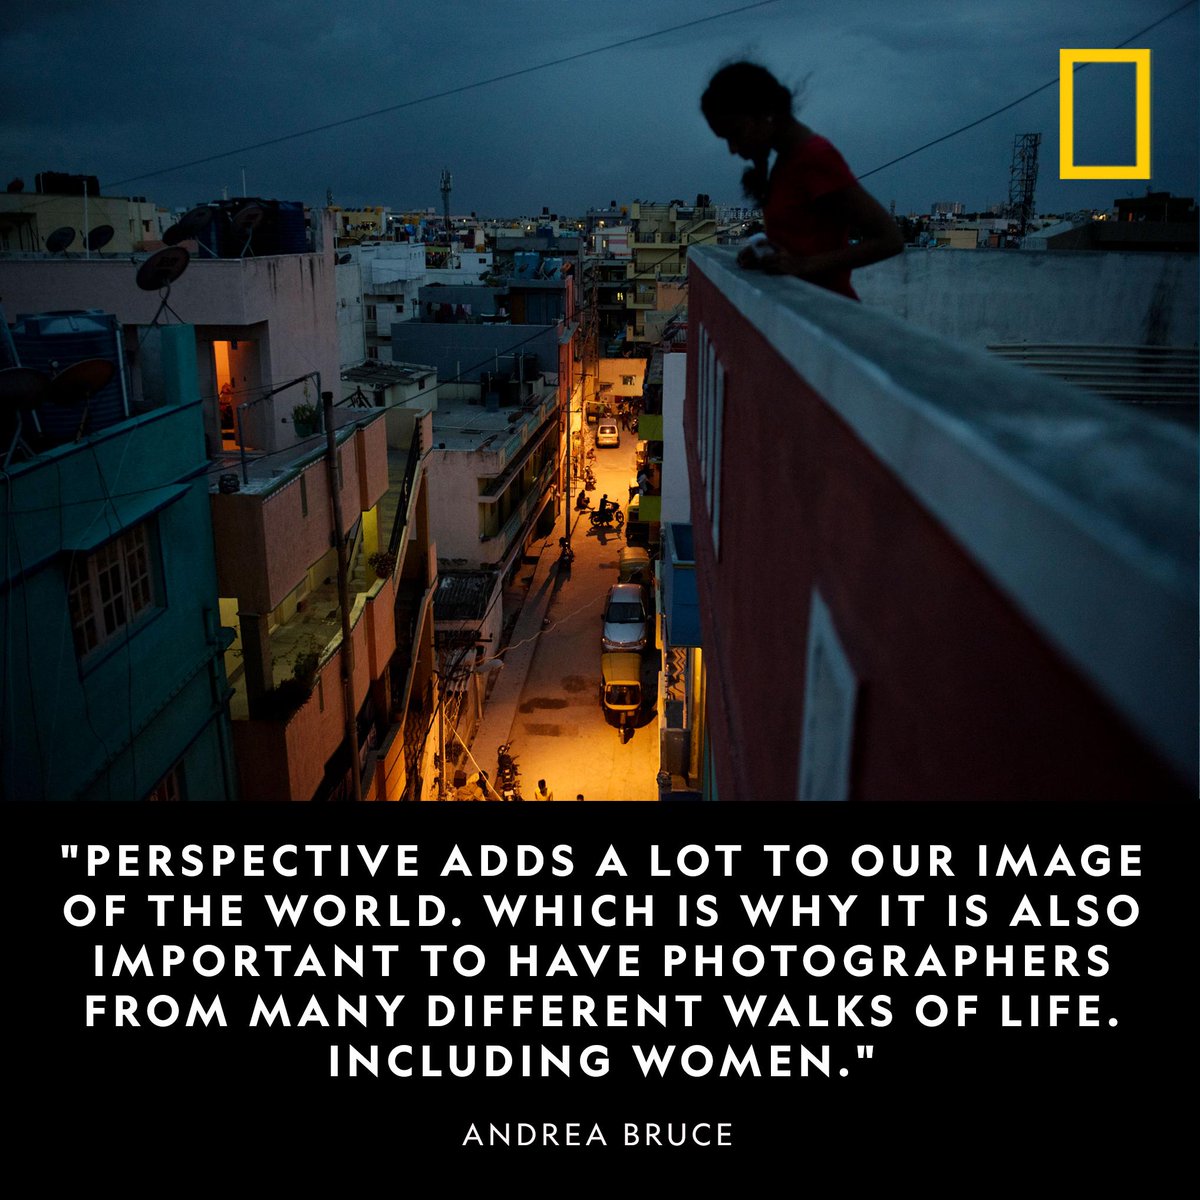 "PERSPECTIVE ADDS A LOT TO OUR IMAGE
OF THE WORLD. WHICH IS WHY IT IS ALSO
IMPORTANT TO HAVE PHOTOGRAPHERS
FROM MANY DIFFERENT WALKS OF LIFE.
INCLUDING WOMEN."
ANDREA BRUCE